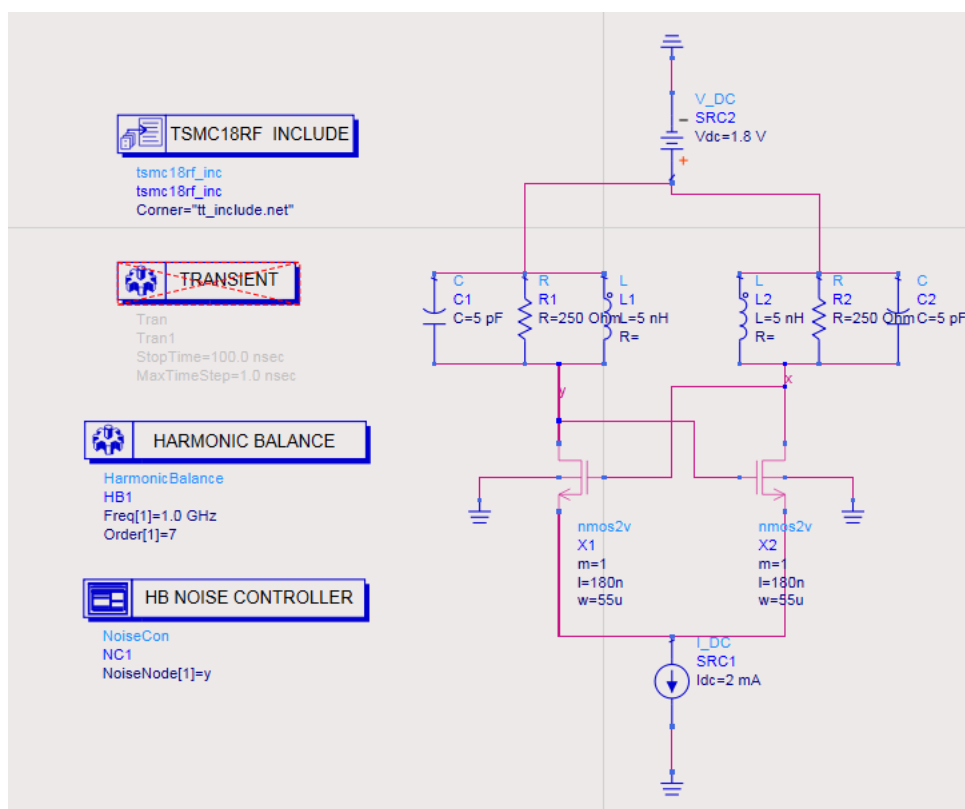 V_DC
SRC2
Vdc=1.8 V
-
+
TSMC18RF INCLUDE
tsmc18rf_inc
tsmc18rf_inc
Corner="tt_include.net"
TRANSIENT
Tran
Tran1
StopTime=100.0 nsec
MaxTimeStep=1.0 nsec
C
C1
C=5 pF
R
R1
R=250 Ohm
L
L1
L=5 nH
R=
L
L2
L=5 nH
R=
R
R2
R=250 Ohm
C
C2
C=5 pF
y
x
HARMONIC BALANCE
HarmonicBalance
HB1
Freq[1]=1.0 GHz
Order[1]=7
nmos2v
X1
m=1
l=180n
w=55u
nmos2v
X2
m=1
l=180n
w=55u
HB NOISE CONTROLLER
NoiseCon
NC1
NoiseNode[1]=y
I_DC
SRC1
Idc=2 mA